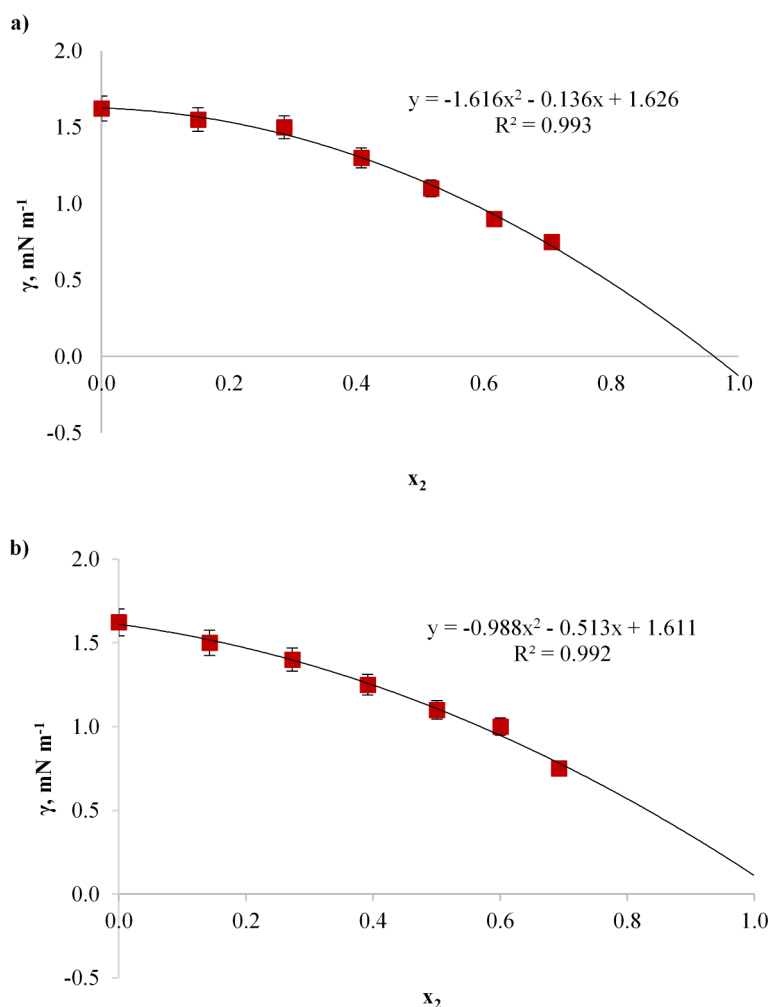 a)
2.0
y = -1.616x² - 0.136x + 1.626
R² = 0.993
1.5
1.0
γ, mN m⁻¹
0.5
0.0
0.0 0.2 0.4 0.6 0.8 1.0
-0.5
x₂
b)
2.0
y = -0.988x² - 0.513x + 1.611
R² = 0.992
1.5
1.0
γ, mN m⁻¹
0.5
0.0
0.0 0.2 0.4 0.6 0.8 1.0
-0.5
x₂